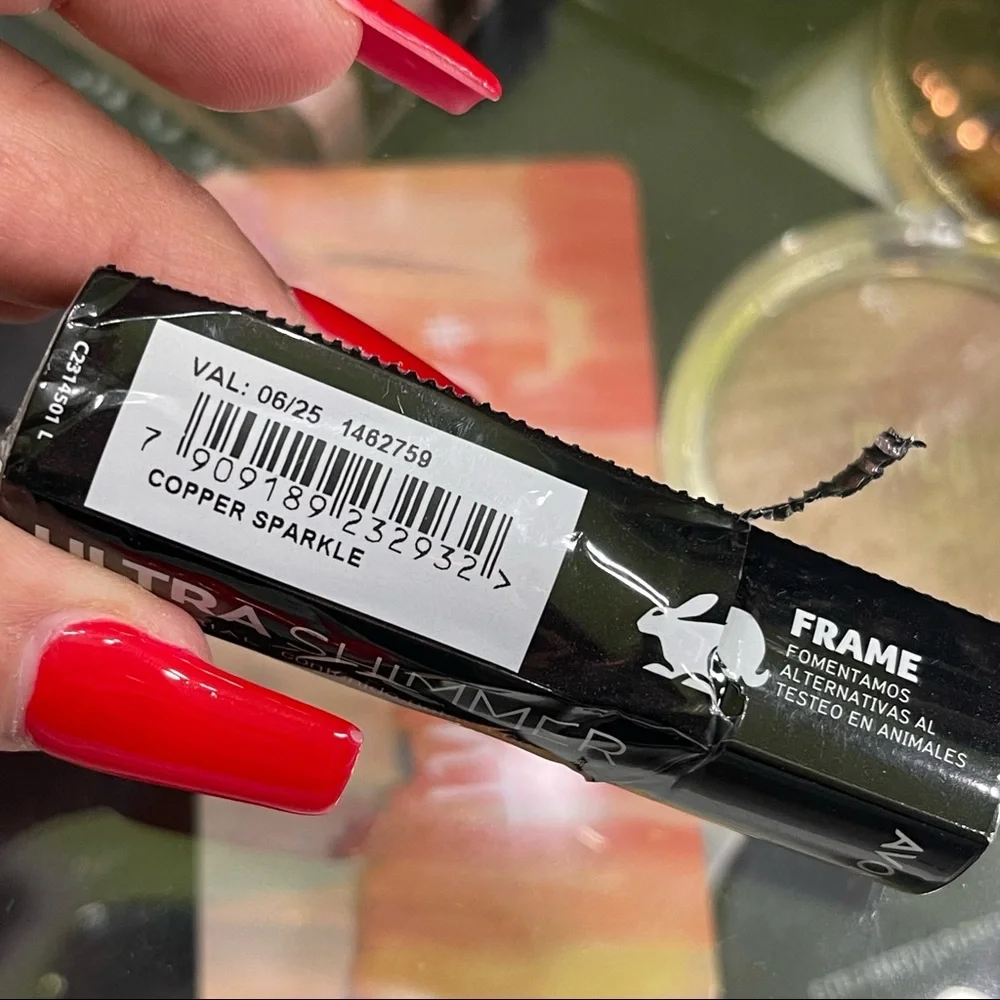 C2314501 L
VAL: 06/25 1462759
7 909189 232932 >
COPPER SPARKLE
ULTRA SHIMMER
FRAME
FOMENTAMOS
ALTERNATIVAS AL
TESTEO EN ANIMALES
AVO